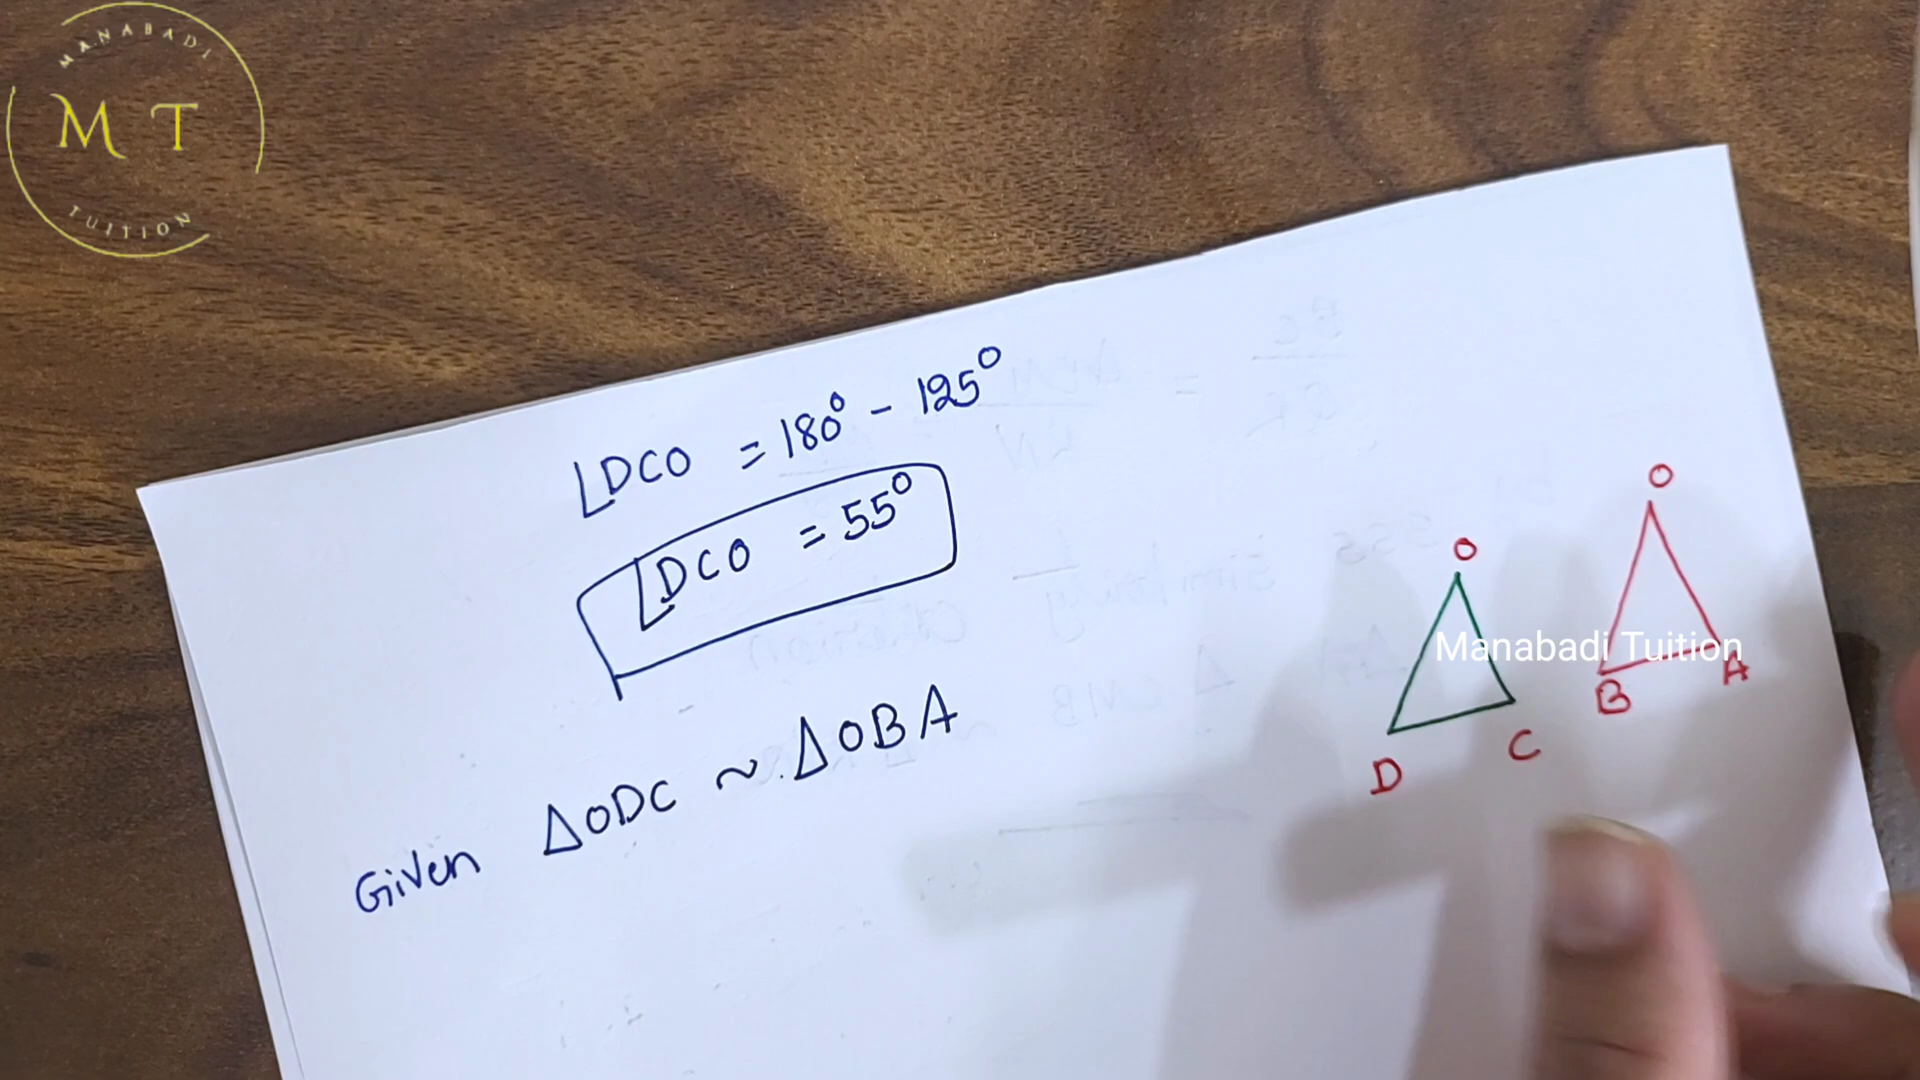 MANABADI
M T
TUITION
∠DCO = 180° - 125°
∠DCO = 55°
Given ΔODC ~ ΔOBA
O
O
Manabadi Tuition
B
A
D
C